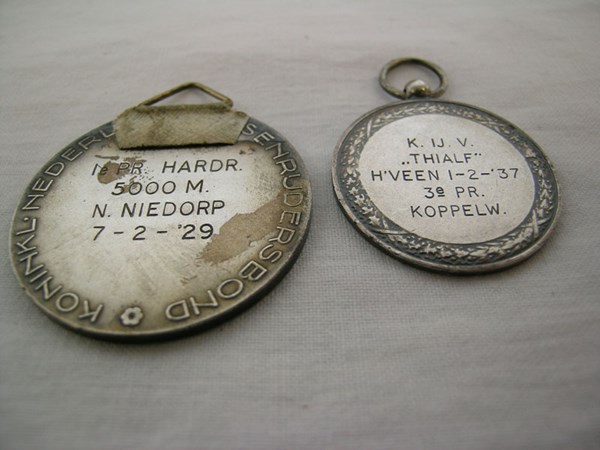 KONINKL. NEDERL SENRIJDERSBOND
1e PR. HARDR.
5000 M.
N. NIEDORP
7-2-'29
K. IJ. V.
„THIALF"
H'VEEN 1-2-'37
3e PR.
KOPPELW.